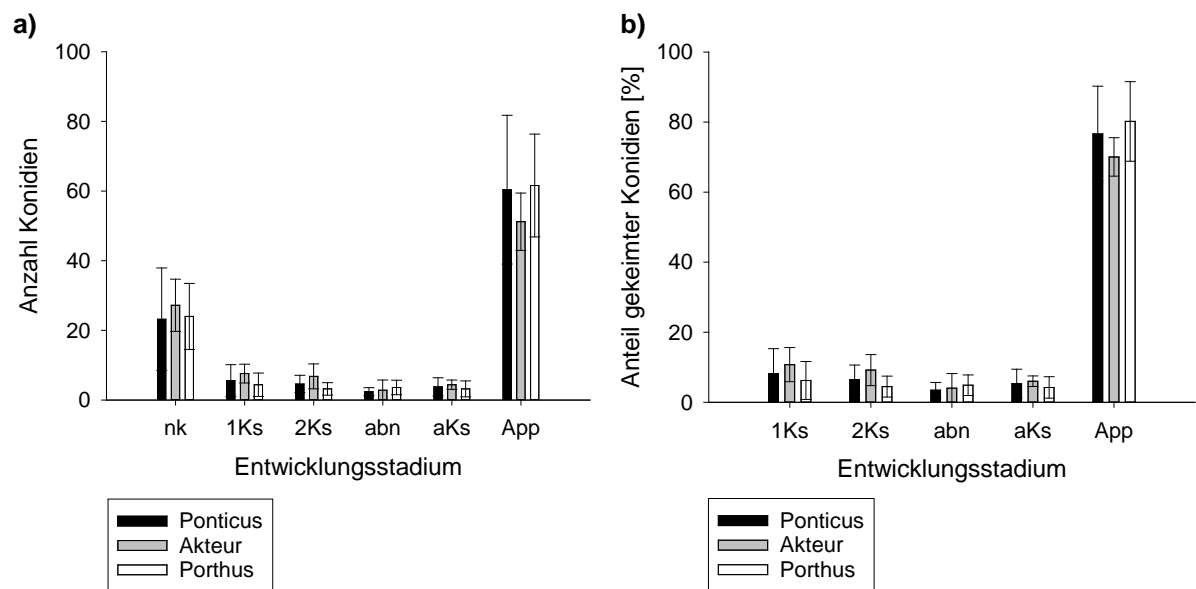 a)
Anzahl Konidien
100
80
60
40
20
0
nk 1Ks 2Ks abn aKs App
Entwicklungsstadium
Ponticus
Akteur
Porthus
b)
Anteil gekeimter Konidien [%]
100
80
60
40
20
0
1Ks 2Ks abn aKs App
Entwicklungsstadium
Ponticus
Akteur
Porthus